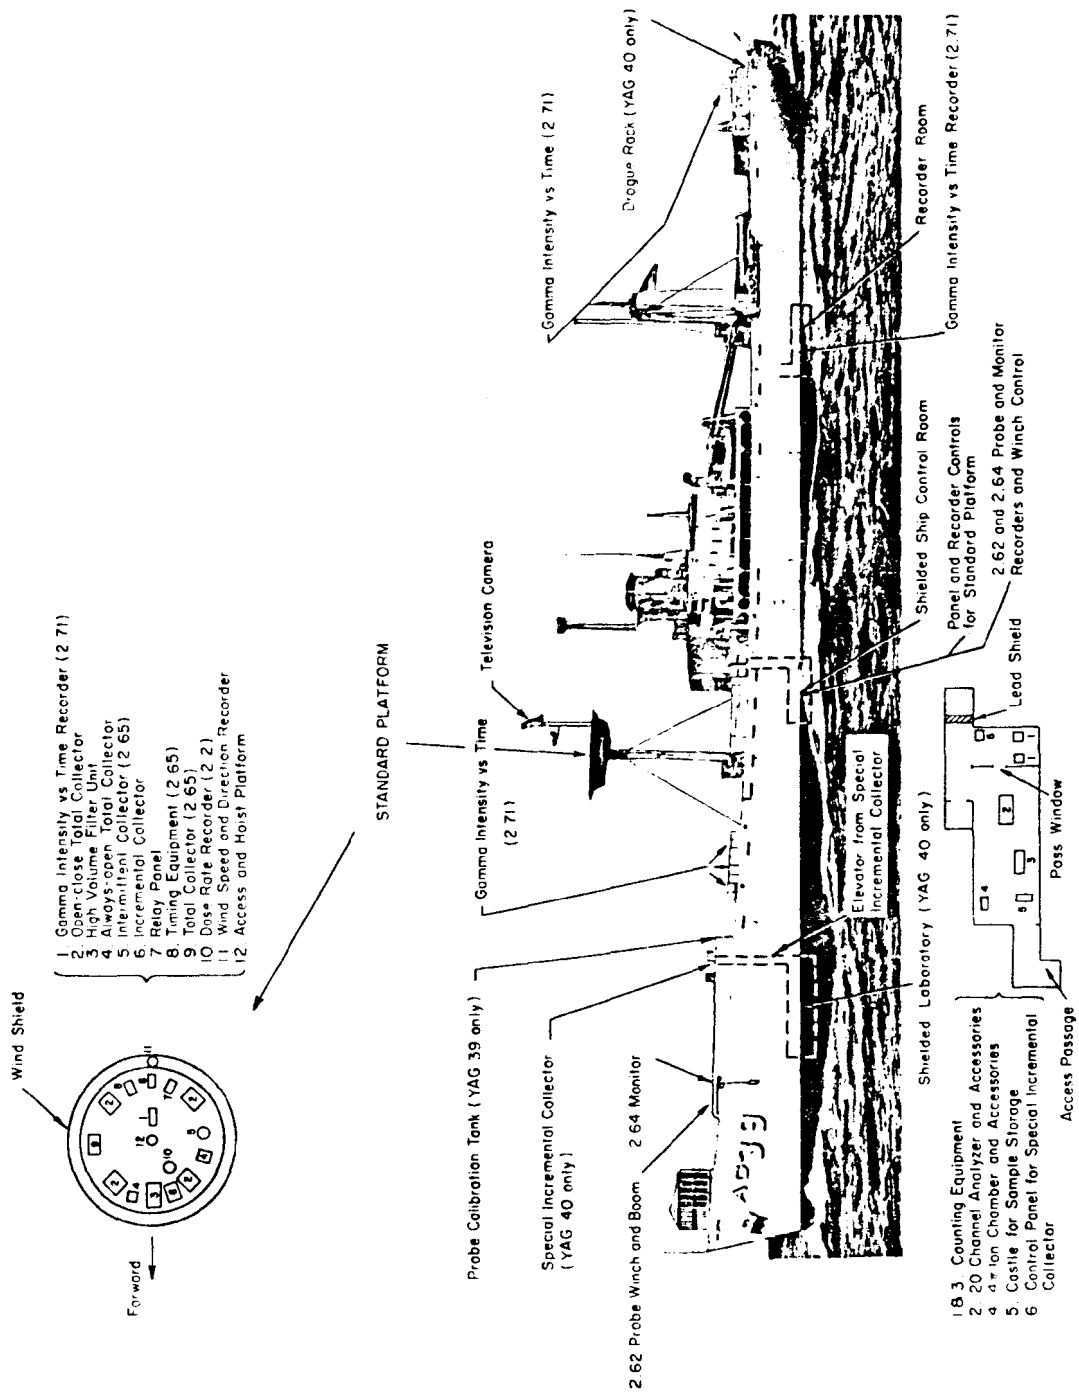 Wind Shield
Forward
1. Gamma Intensity vs Time Recorder (2.71)
2. Open-close Total Collector
3 High Volume Filter Unit
4 Always-open Total Collector
5 Intermittent Collector (2 65)
6. Incremental Collector
7 Relay Panel
8. Timing Equipment (2 65)
9 Total Collector (2.65)
10 Dose Rate Recorder (2 2)
11 Wind Speed and Direction Recorder
12. Access and Hoist Platform
STANDARD PLATFORM
Probe Calibration Tank (YAG 39 only)
Special Incremental Collector
(YAG 40 only)
2.62 Probe Winch and Boom
2 64 Monitor
Gamma Intensity vs Time
(2.71)
Television Camera
Gamma Intensity vs Time (2 71)
Drogue Rack (YAG 40 only)
Elevator from Special
Incremental Collector
Shielded Laboratory (YAG 40 only)
Shielded Ship Control Room
Panel and Recorder Controls
for Standard Platform
2.62 and 2.64 Probe and Monitor
Recorders and Winch Control
Recorder Room
Gamma Intensity vs Time Recorder (2.71)
Lead Shield
Pass Window
Access Passage
1 & 3. Counting Equipment
2 20 Channel Analyzer and Accessories
4 4π Ion Chamber and Accessories
5. Castle for Sample Storage
6 Control Panel for Special Incremental
Collector